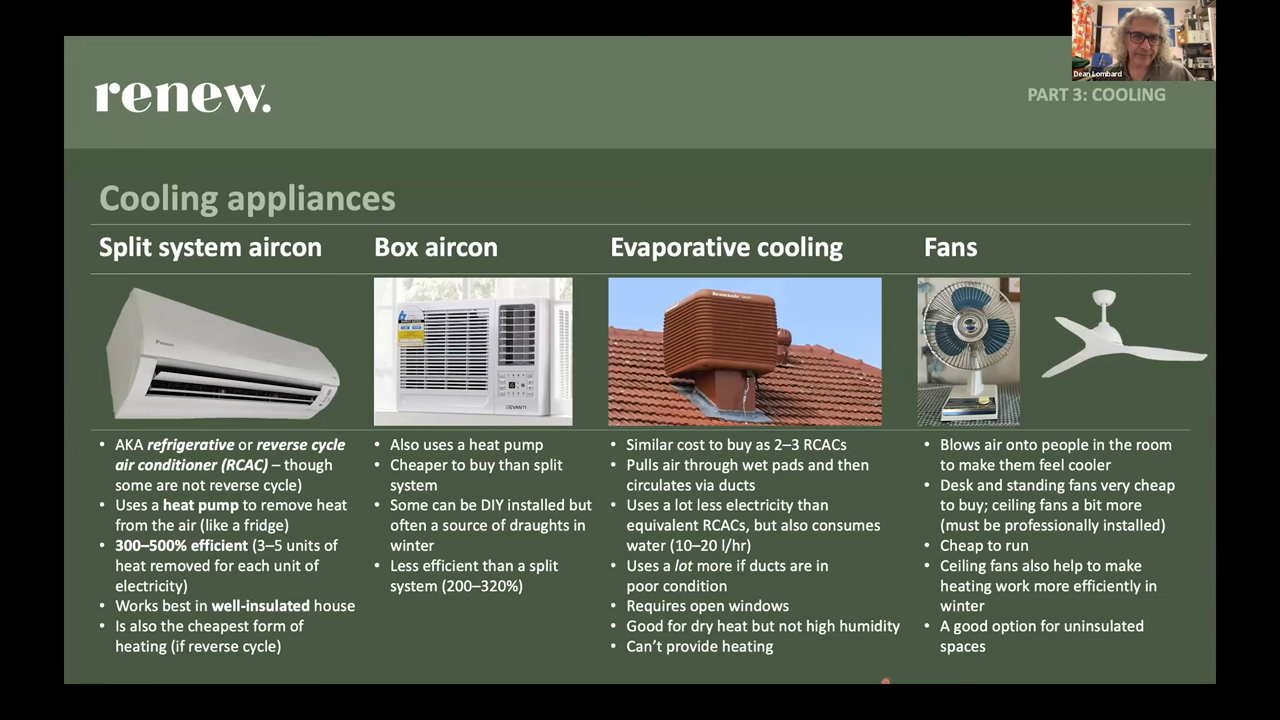 Dean Lombard
renew.
PART 3: COOLING
Cooling appliances
Split system aircon
Box aircon
Evaporative cooling
Fans
• AKA refrigerative or reverse cycle
air conditioner (RCAC) – though
some are not reverse cycle)
• Uses a heat pump to remove heat
from the air (like a fridge)
• 300–500% efficient (3–5 units of
heat removed for each unit of
electricity)
• Works best in well-insulated house
• Is also the cheapest form of
heating (if reverse cycle)
• Also uses a heat pump
• Cheaper to buy than split
system
• Some can be DIY installed but
often a source of draughts in
winter
• Less efficient than a split
system (200–320%)
• Similar cost to buy as 2–3 RCACs
• Pulls air through wet pads and then
circulates via ducts
• Uses a lot less electricity than
equivalent RCACs, but also consumes
water (10–20 l/hr)
• Uses a lot more if ducts are in
poor condition
• Requires open windows
• Good for dry heat but not high humidity
• Can’t provide heating
• Blows air onto people in the room
to make them feel cooler
• Desk and standing fans very cheap
to buy; ceiling fans a bit more
(must be professionally installed)
• Cheap to run
• Ceiling fans also help to make
heating work more efficiently in
winter
• A good option for uninsulated
spaces